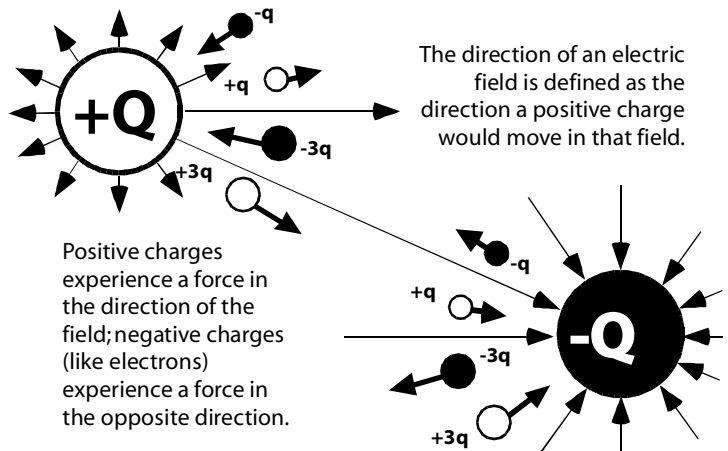 -q
+q
+Q
-3q
+3q
The direction of an electric
field is defined as the
direction a positive charge
would move in that field.
Positive charges
experience a force in
the direction of the
field; negative charges
(like electrons)
experience a force in
the opposite direction.
-q
+q
-Q
-3q
+3q